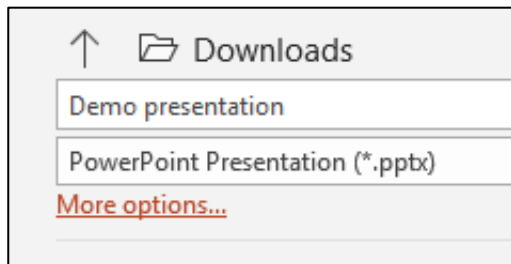 Downloads
Demo presentation
PowerPoint Presentation (*.pptx)
More options...